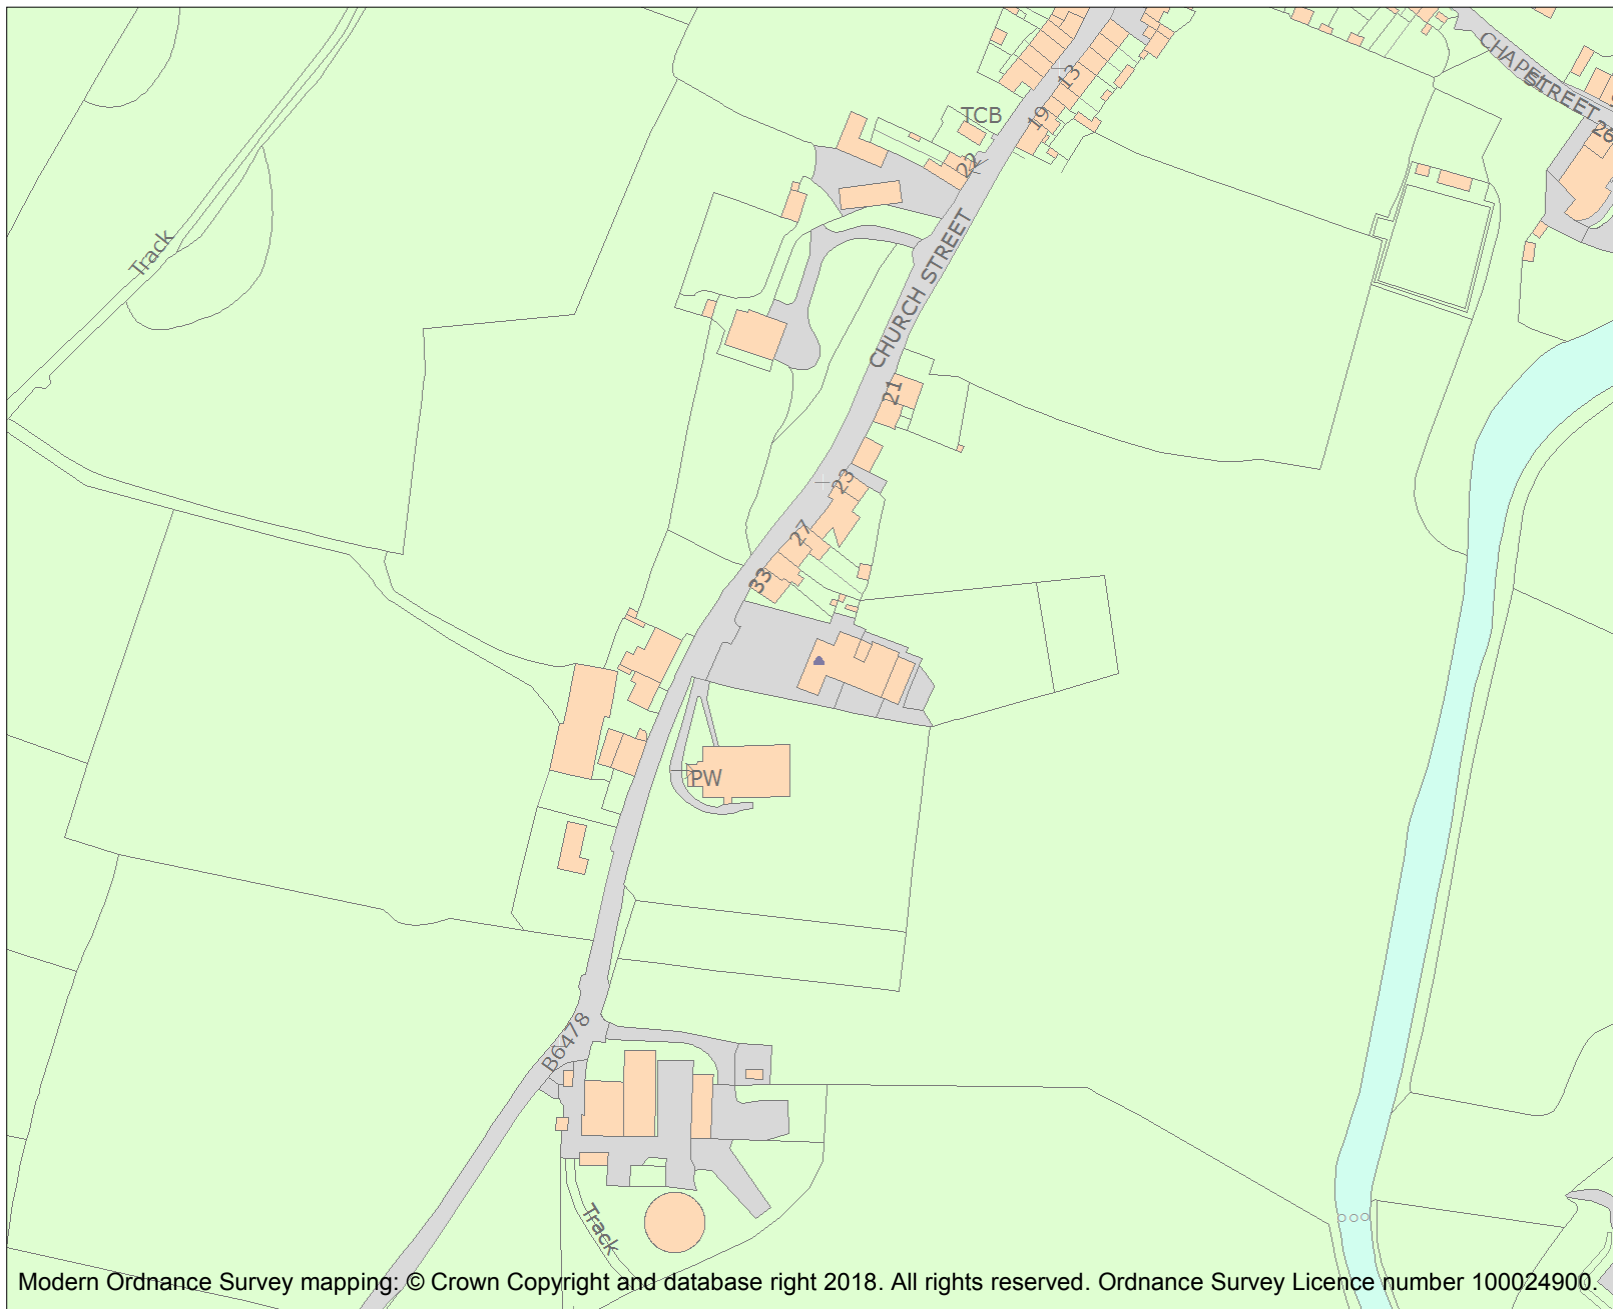 CHAPEL
STREET
51
26
13
19
TCB
22
Track
CHURCH STREET
21
23
27
33
PW
B6478
Track
Modern Ordnance Survey mapping: © Crown Copyright and database right 2018. All rights reserved. Ordnance Survey Licence number 100024900.